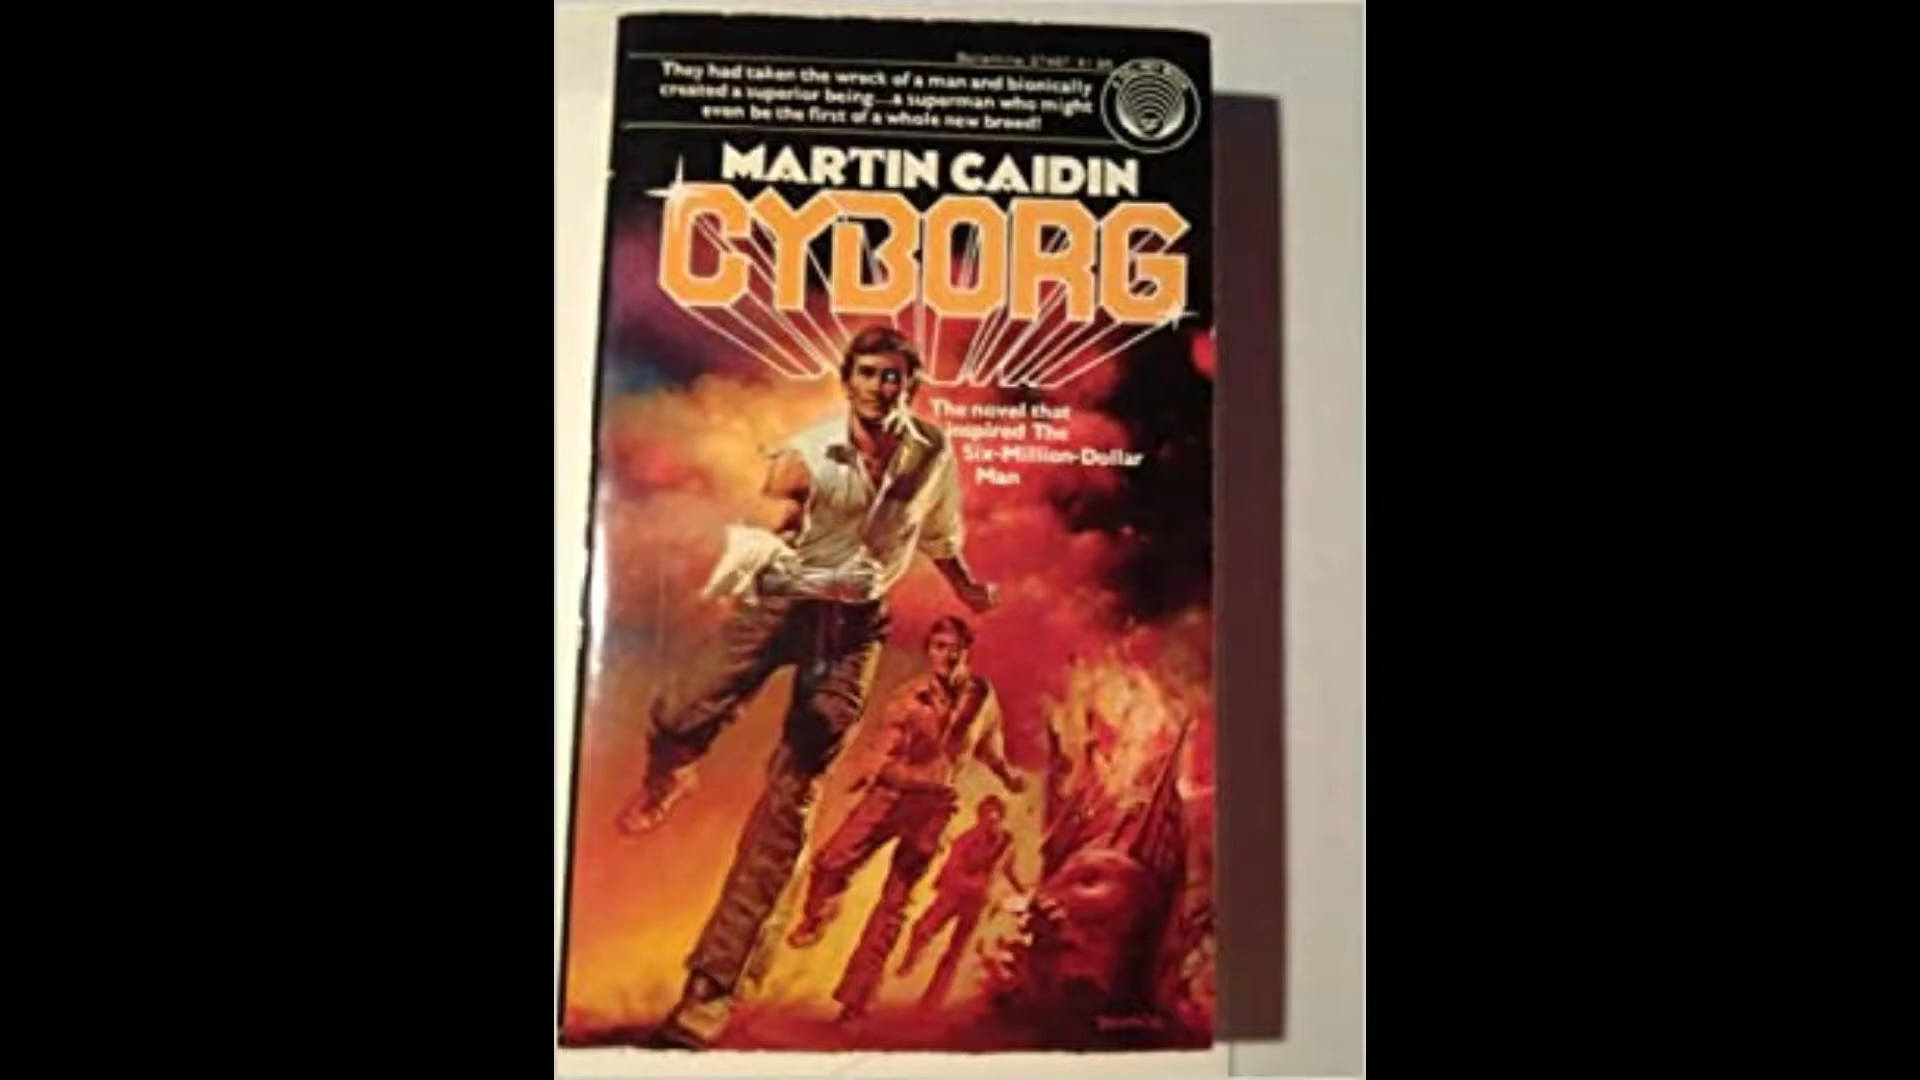 They had taken the wreck of a man and bionically
created a superior being...a superman who might
even be the first of a whole new breed!
MARTIN CAIDIN
CYBORG
The novel that
inspired The
Six-Million-Dollar
Man